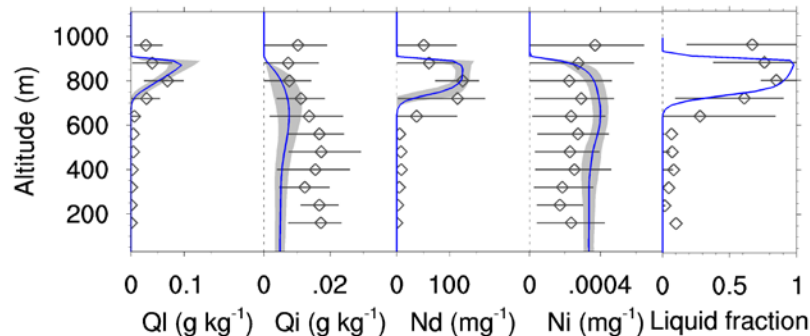 1000
800
600
400
200
Altitude (m)
0 0.1 0 .02 0 100 0 .0004 0 0.5 1
Ql (g kg-1) Qi (g kg-1) Nd (mg-1) Ni (mg-1) Liquid fraction